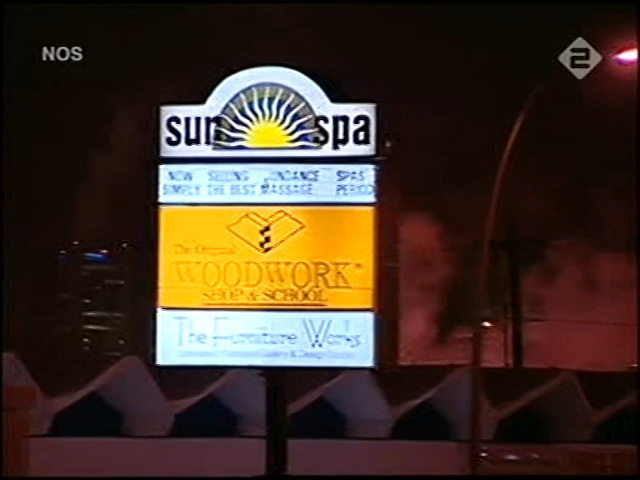 NOS
2
sun spa
NOW SELLING SUNDANCE SPAS
SIMPLY THE BEST MASSAGE PERIOD
The Original
WOODWORK
SHOP & SCHOOL
The Furniture Works